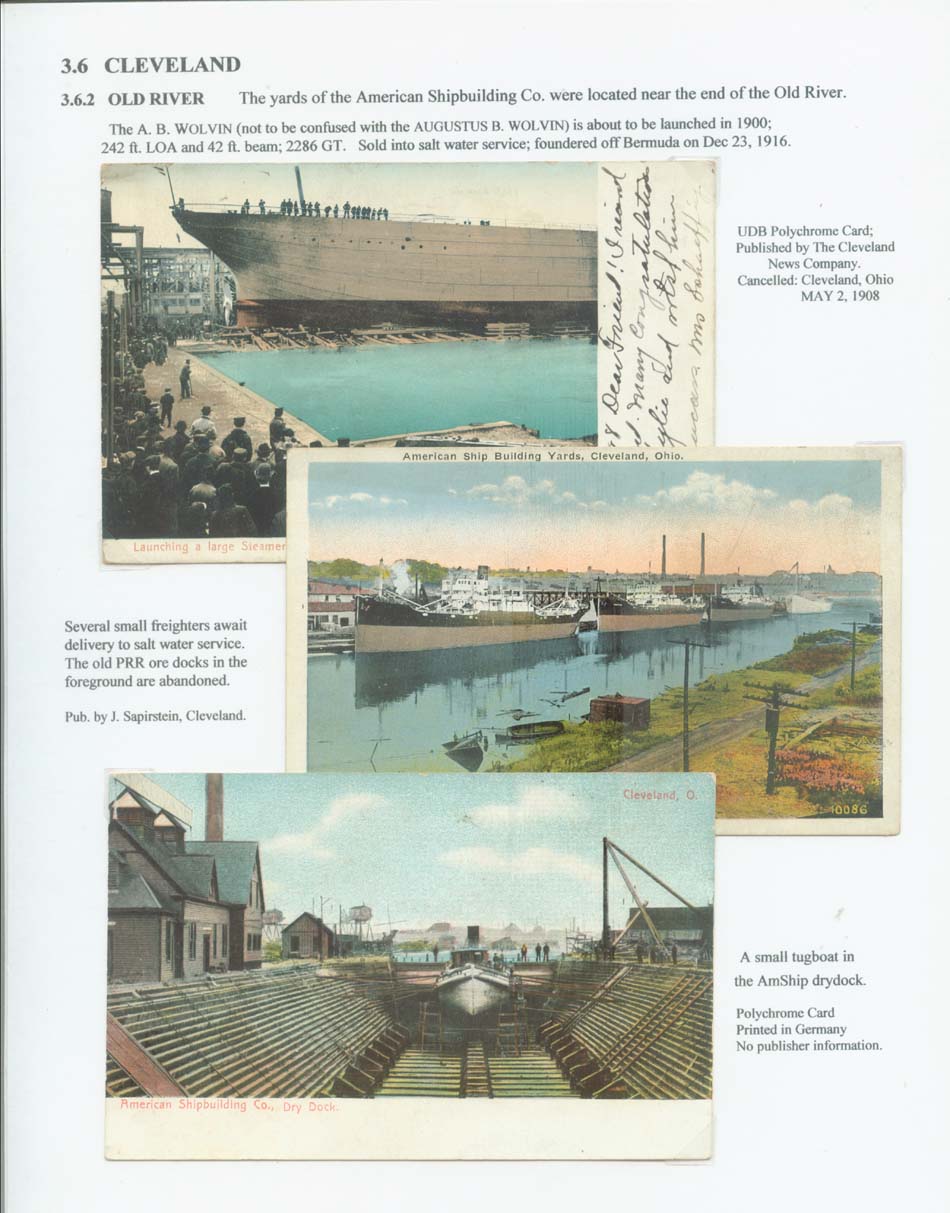 3.6 CLEVELAND
3.6.2 OLD RIVER The yards of the American Shipbuilding Co. were located near the end of the Old River.
The A. B. WOLVIN (not to be confused with the AUGUSTUS B. WOLVIN) is about to be launched in 1900;
242 ft. LOA and 42 ft. beam; 2286 GT. Sold into salt water service; foundered off Bermuda on Dec 23, 1916.
UDB Polychrome Card;
Published by The Cleveland
News Company.
Cancelled: Cleveland, Ohio
MAY 2, 1908
Dear Friend! I receivd
Many Congratulation
and
Launching a large Steamer
American Ship Building Yards, Cleveland, Ohio.
10086
Several small freighters await
delivery to salt water service.
The old PRR ore docks in the
foreground are abandoned.
Pub. by J. Sapirstein, Cleveland.
Cleveland, O.
American Shipbuilding Co., Dry Dock.
A small tugboat in
the AmShip drydock.
Polychrome Card
Printed in Germany
No publisher information.